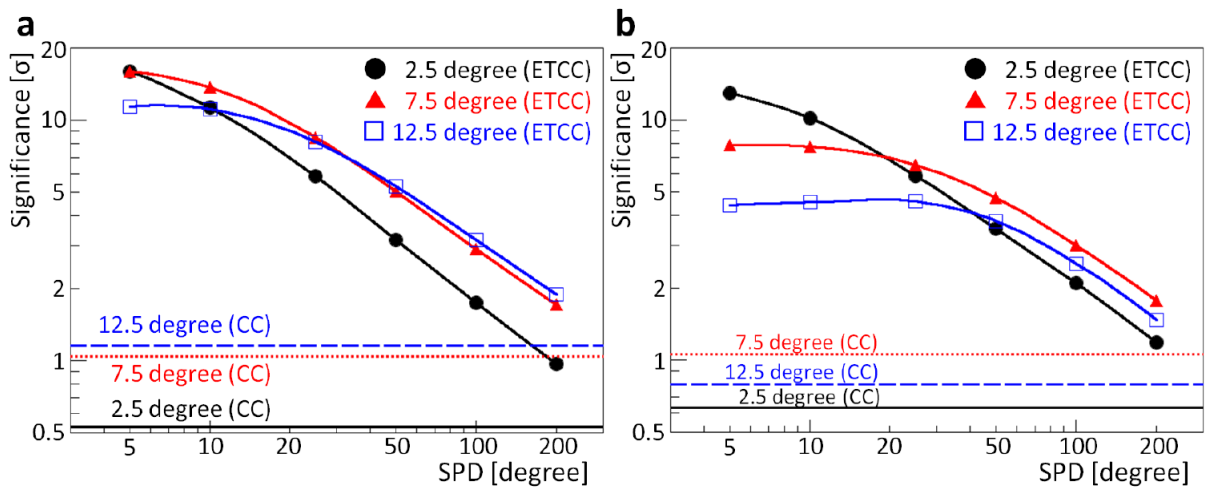 a
Significance [σ]
20
10
5
2
1
0.5
2.5 degree (ETCC)
7.5 degree (ETCC)
12.5 degree (ETCC)
12.5 degree (CC)
7.5 degree (CC)
2.5 degree (CC)
5 10 20 50 100 200
SPD [degree]
b
Significance [σ]
20
10
5
2
1
0.5
2.5 degree (ETCC)
7.5 degree (ETCC)
12.5 degree (ETCC)
7.5 degree (CC)
12.5 degree (CC)
2.5 degree (CC)
5 10 20 50 100 200
SPD [degree]